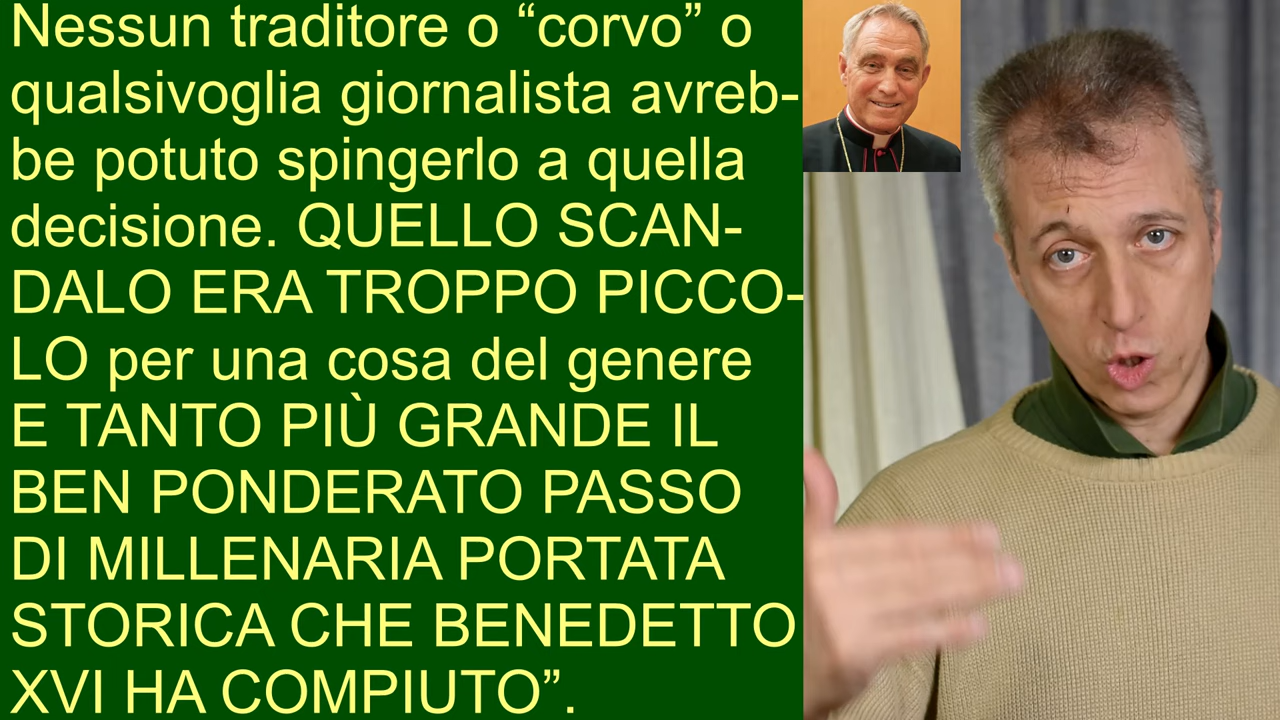 Nessun traditore o “corvo” o
qualsivoglia giornalista avreb-
be potuto spingerlo a quella
decisione. QUELLO SCAN-
DALO ERA TROPPO PICCO-
LO per una cosa del genere
E TANTO PIÙ GRANDE IL
BEN PONDERATO PASSO
DI MILLENARIA PORTATA
STORICA CHE BENEDETTO
XVI HA COMPIUTO”.